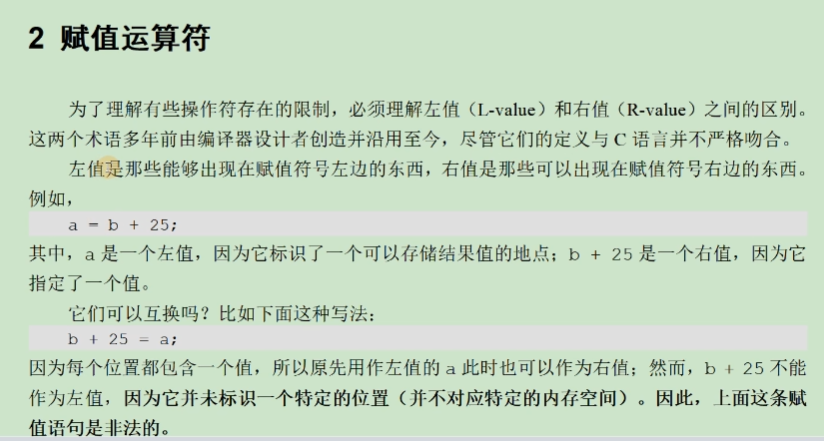 2 赋值运算符
为了理解有些操作符存在的限制，必须理解左值（L-value）和右值（R-value）之间的区别。
这两个术语多年前由编译器设计者创造并沿用至今，尽管它们的定义与 C 语言并不严格吻合。
左值是那些能够出现在赋值符号左边的东西，右值是那些可以出现在赋值符号右边的东西。
例如，
a = b + 25;
其中，a 是一个左值，因为它标识了一个可以存储结果值的地点；b + 25 是一个右值，因为它
指定了一个值。
它们可以互换吗？比如下面这种写法：
b + 25 = a;
因为每个位置都包含一个值，所以原先用作左值的 a 此时也可以作为右值；然而，b + 25 不能
作为左值，因为它并未标识一个特定的位置（并不对应特定的内存空间）。因此，上面这条赋
值语句是非法的。